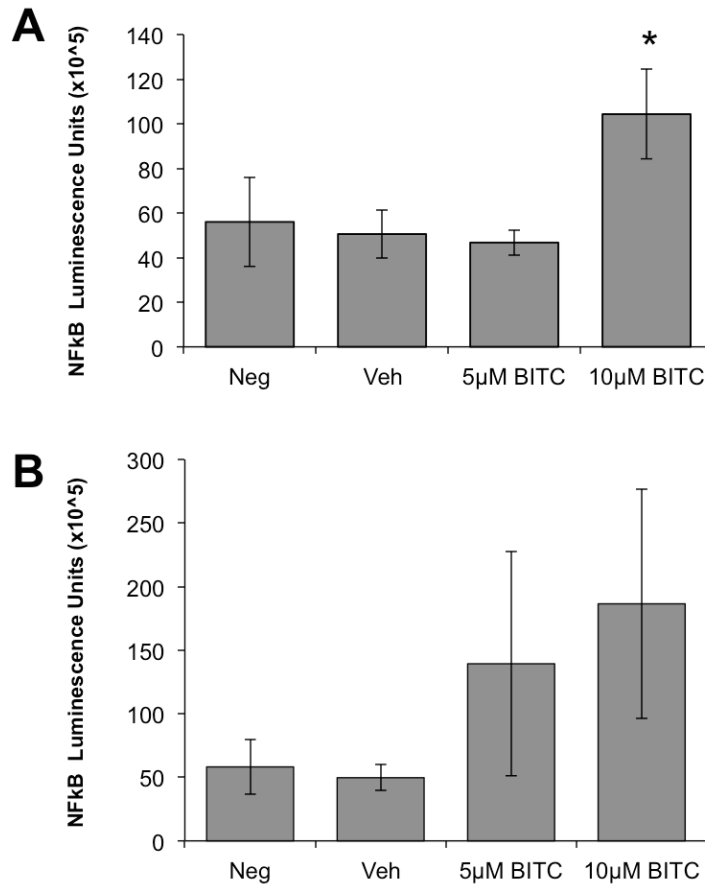 A
NFkB Luminescence Units (x10^5)
140
120
100
80
60
40
20
0
*
Neg Veh 5µM BITC 10µM BITC
B
NFkB Luminescence Units (x10^5)
300
250
200
150
100
50
0
Neg Veh 5µM BITC 10µM BITC